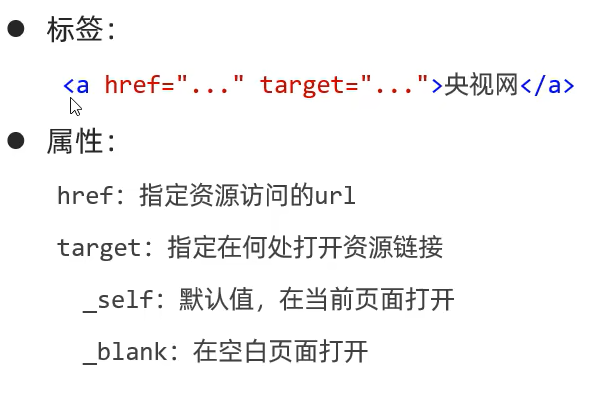 ● 标签：
<a href="..." target="...">央视网</a>
● 属性：
href：指定资源访问的url
target：指定在何处打开资源链接
_self：默认值，在当前页面打开
_blank：在空白页面打开